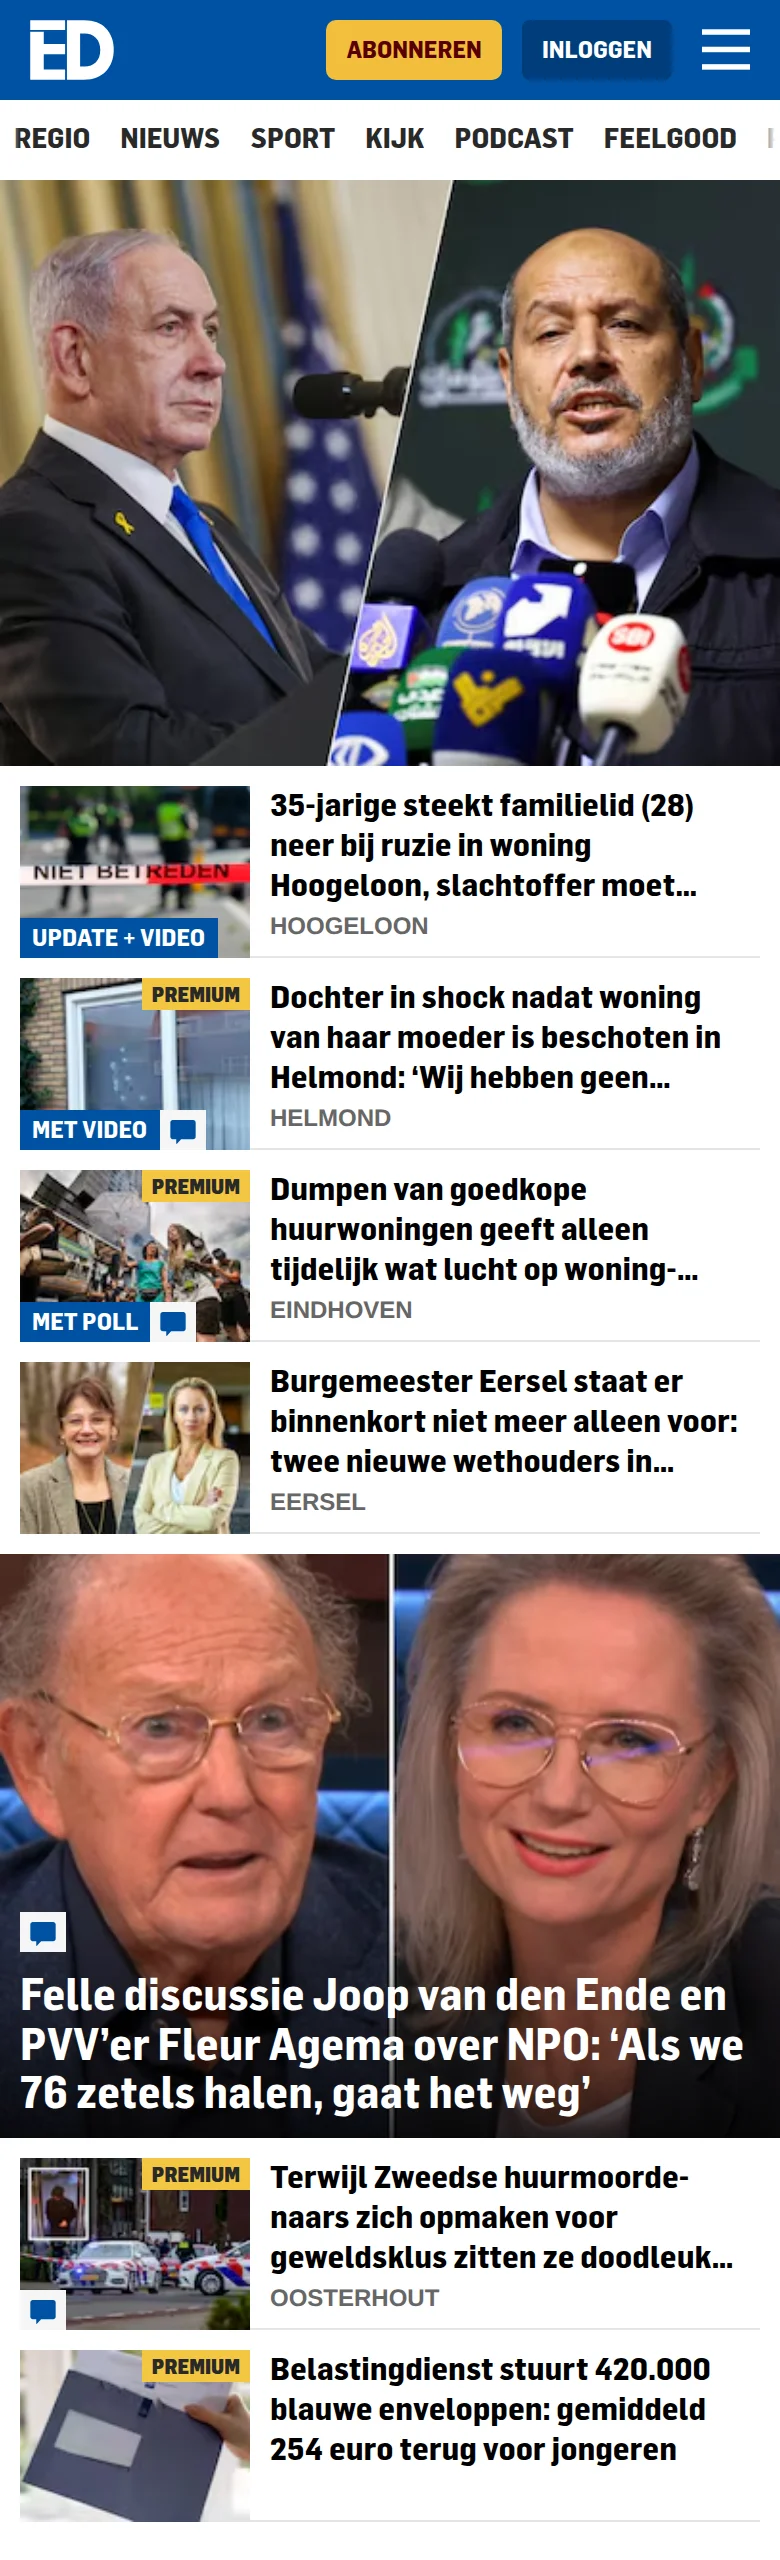 ED
ABONNEREN
INLOGGEN
REGIO NIEUWS SPORT KIJK PODCAST FEELGOOD
SBI
NIET BETREDEN
UPDATE + VIDEO
35-jarige steekt familielid (28)
neer bij ruzie in woning
Hoogeloon, slachtoffer moet...
HOOGELOON
PREMIUM
MET VIDEO
Dochter in shock nadat woning
van haar moeder is beschoten in
Helmond: ‘Wij hebben geen...
HELMOND
PREMIUM
MET POLL
Dumpen van goedkope
huurwoningen geeft alleen
tijdelijk wat lucht op woning-...
EINDHOVEN
Burgemeester Eersel staat er
binnenkort niet meer alleen voor:
twee nieuwe wethouders in...
EERSEL
Felle discussie Joop van den Ende en
PVV’er Fleur Agema over NPO: ‘Als we
76 zetels halen, gaat het weg’
PREMIUM
Terwijl Zweedse huurmoorde-
naars zich opmaken voor
geweldsklus zitten ze doodleuk...
OOSTERHOUT
PREMIUM
Belastingdienst stuurt 420.000
blauwe enveloppen: gemiddeld
254 euro terug voor jongeren